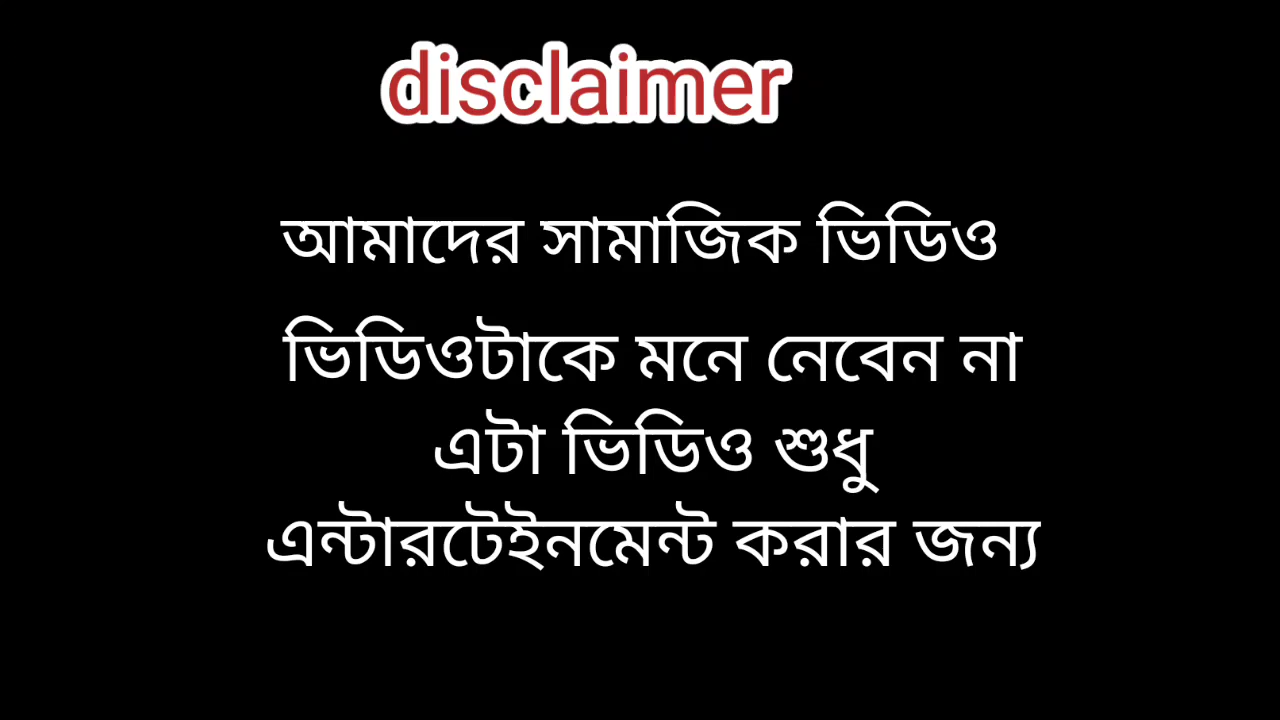 disclaimer
আমাদের সামাজিক ভিডিও
ভিডিওটাকে মনে নেবেন না
এটা ভিডিও শুধু
এন্টারটেইনমেন্ট করার জন্য